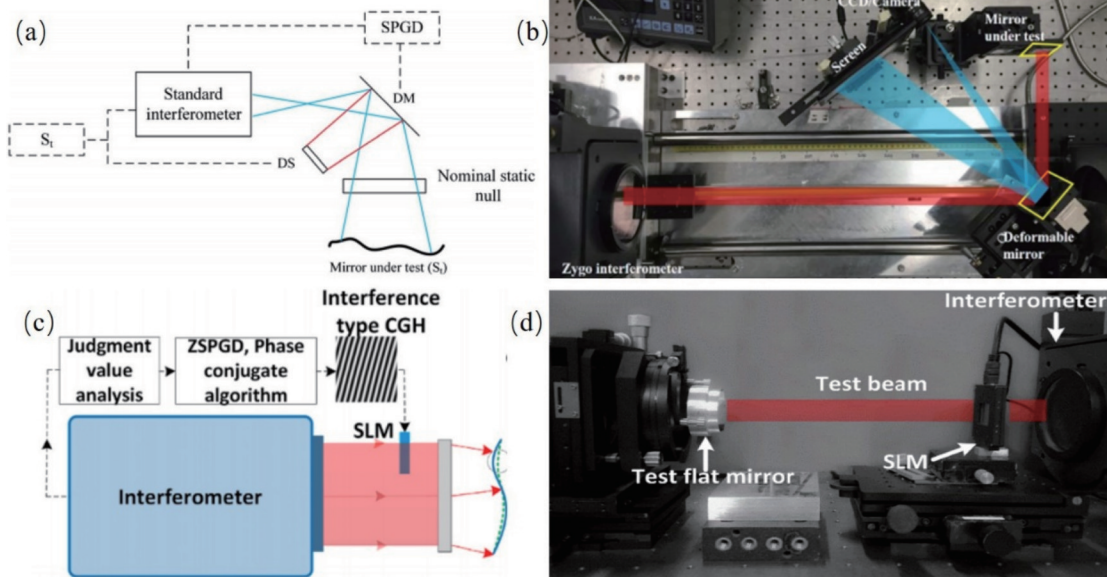 (a)
SPGD
Standard
interferometer
DM
S_t
DS
Nominal static
null
Mirror under test (S_t)
(b)
CCD/Camera
Screen
Mirror
under test
Deformable
mirror
Zygo interferometer
(c)
Interference
type CGH
Judgment
value
analysis
ZSPGD, Phase
conjugate
algorithm
SLM
Interferometer
(d)
Interferometer
Test beam
SLM
Test flat mirror